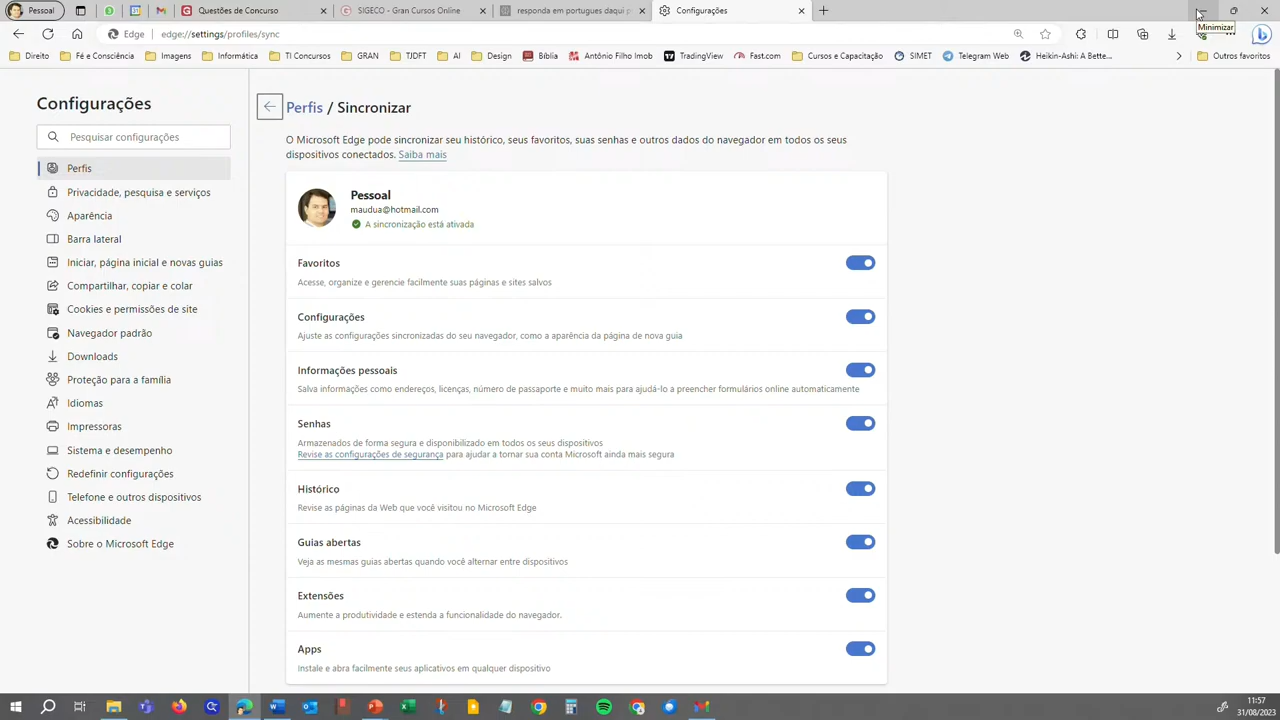 Pessoal
Questões de Concurso
SIGECO - Gran Cursos Online
responda em portugues daqui p
Configurações
Minimizar
Edge
edge://settings/profiles/sync
Direito
Fé e Consciência
Imagens
Informática
TI Concursos
GRAN
TJDFT
AI
Design
Bíblia
Antônio Filho Imob
TradingView
Fast.com
Cursos e Capacitação
SIMET
Telegram Web
Heikin-Ashi: A Bette...
Outros favoritos
Configurações
Pesquisar configurações
Perfis
Privacidade, pesquisa e serviços
Aparência
Barra lateral
Iniciar, página inicial e novas guias
Compartilhar, copiar e colar
Cookies e permissões de site
Navegador padrão
Downloads
Proteção para a família
Idiomas
Impressoras
Sistema e desempenho
Redefinir configurações
Telefone e outros dispositivos
Acessibilidade
Sobre o Microsoft Edge
Perfis / Sincronizar
O Microsoft Edge pode sincronizar seu histórico, seus favoritos, suas senhas e outros dados do navegador em todos os seus
dispositivos conectados. Saiba mais
Pessoal
maudua@hotmail.com
A sincronização está ativada
Favoritos
Acesse, organize e gerencie facilmente suas páginas e sites salvos
Configurações
Ajuste as configurações sincronizadas do seu navegador, como a aparência da página de nova guia
Informações pessoais
Salva informações como endereços, licenças, número de passaporte e muito mais para ajudá-lo a preencher formulários online automaticamente
Senhas
Armazenados de forma segura e disponibilizado em todos os seus dispositivos
Revise as configurações de segurança para ajudar a tornar sua conta Microsoft ainda mais segura
Histórico
Revise as páginas da Web que você visitou no Microsoft Edge
Guias abertas
Veja as mesmas guias abertas quando você alternar entre dispositivos
Extensões
Aumente a produtividade e estenda a funcionalidade do navegador.
Apps
Instale e abra facilmente seus aplicativos em qualquer dispositivo
11:57
31/08/2023